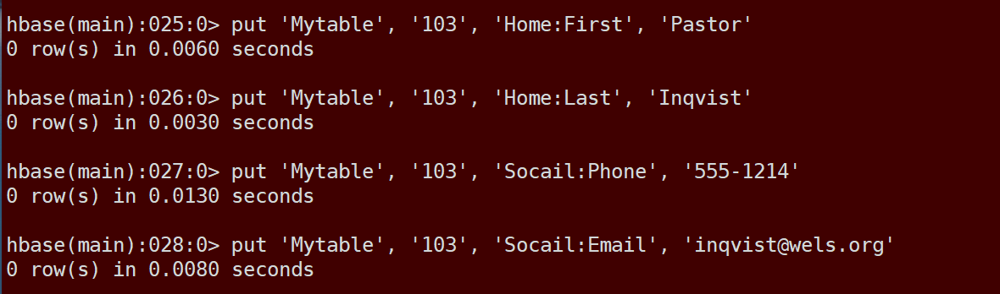 hbase(main):025:0> put 'Mytable', '103', 'Home:First', 'Pastor'
0 row(s) in 0.0060 seconds
hbase(main):026:0> put 'Mytable', '103', 'Home:Last', 'Inqvist'
0 row(s) in 0.0030 seconds
hbase(main):027:0> put 'Mytable', '103', 'Socail:Phone', '555-1214'
0 row(s) in 0.0130 seconds
hbase(main):028:0> put 'Mytable', '103', 'Socail:Email', 'inqvist@wels.org'
0 row(s) in 0.0080 seconds